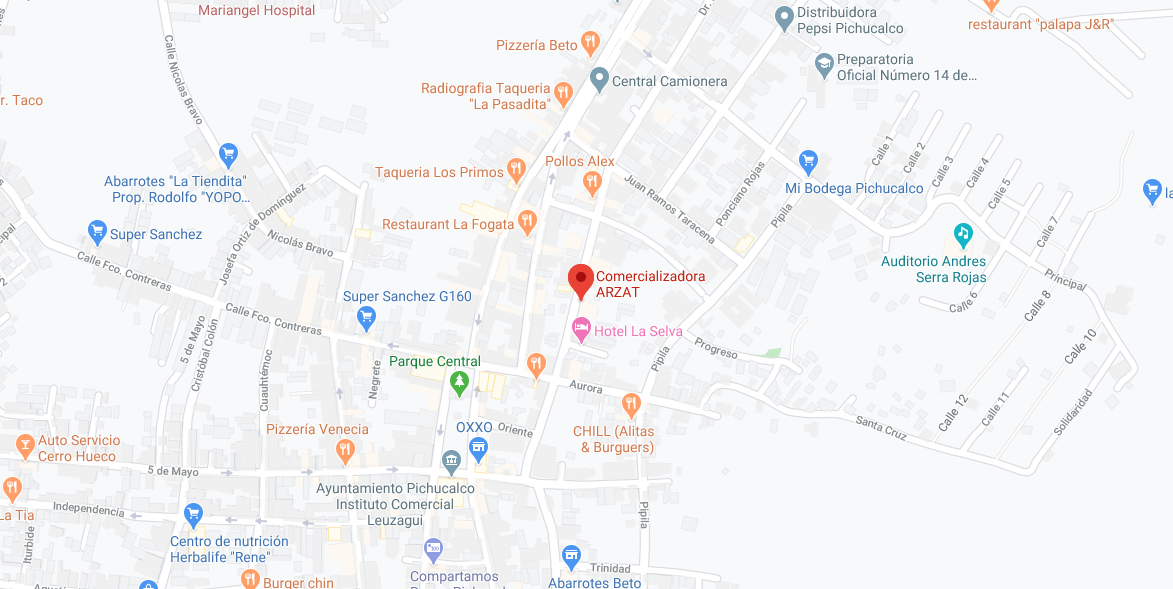 Mariangel Hospital
Distribuidora
Pepsi Pichucalco
restaurant "palapa J&R"
Dr.
Pizzería Beto
Calle Nicolas Bravo
Preparatoria
Oficial Número 14 de...
Central Camionera
Radiografia Taqueria
"La Pasadita"
r. Taco
Calle 1
Calle 2
Calle 3
Calle 4
Calle 5
Calle 7
Pollos Alex
Taqueria Los Primos
Abarrotes "La Tiendita"
Prop. Rodolfo "YOPO...
Mi Bodega Pichucalco
la
Juan Ramos Taracena
Ponciano Rojas
Pipila
Restaurant La Fogata
Super Sanchez
Josefa Ortiz de Dominguez
Nicolás Bravo
Calle Fco. Contreras
Auditorio Andres
Serra Rojas
Principal
Comercializadora
ARZAT
Super Sanchez G160
Calle Fco. Contreras
Calle 6
Calle 8
Calle 10
Hotel La Selva
5 de Mayo
Cristóbal Colón
Cuauhtémoc
Negrete
Parque Central
Progreso
Pipila
Aurora
Calle 12
Calle 11
Solidaridad
Santa Cruz
Pizzería Venecia
OXXO
Oriente
CHILL (Alitas
& Burguers)
Auto Servicio
Cerro Hueco
5 de Mayo
Ayuntamiento Pichucalco
Instituto Comercial
Leuzagui
La Tia
Independencia
Iturbide
Pipila
Centro de nutrición
Herbalife "Rene"
Compartamos
Trinidad
Abarrotes Beto
Burger chin